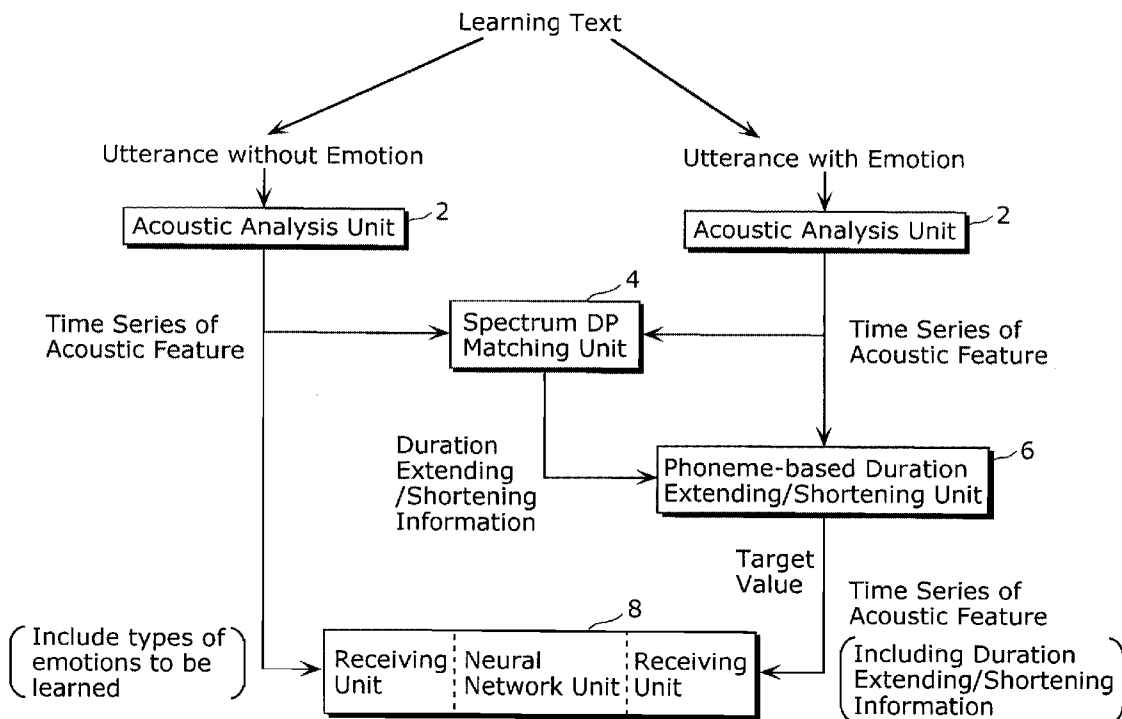 Learning Text
Utterance without Emotion
Utterance with Emotion
Acoustic Analysis Unit
2
Acoustic Analysis Unit
2
4
Spectrum DP
Matching Unit
Time Series of
Acoustic Feature
Time Series of
Acoustic Feature
Duration
Extending
/Shortening
Information
6
Phoneme-based Duration
Extending/Shortening Unit
Target
Value
Time Series of
Acoustic Feature
(Including Duration
Extending/Shortening
Information)
(Include types of
emotions to be
learned)
8
Receiving
Unit
Neural
Network Unit
Receiving
Unit